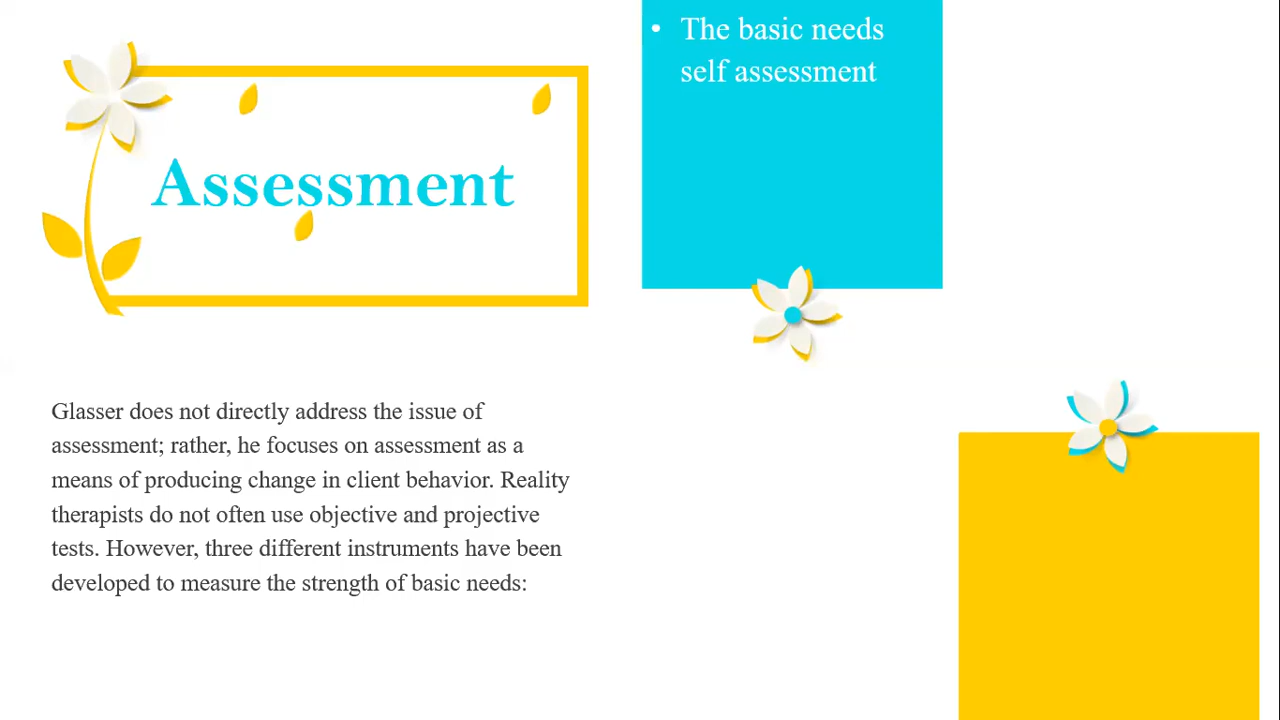 Assessment
Glasser does not directly address the issue of
assessment; rather, he focuses on assessment as a
means of producing change in client behavior. Reality
therapists do not often use objective and projective
tests. However, three different instruments have been
developed to measure the strength of basic needs:
• The basic needs
self assessment